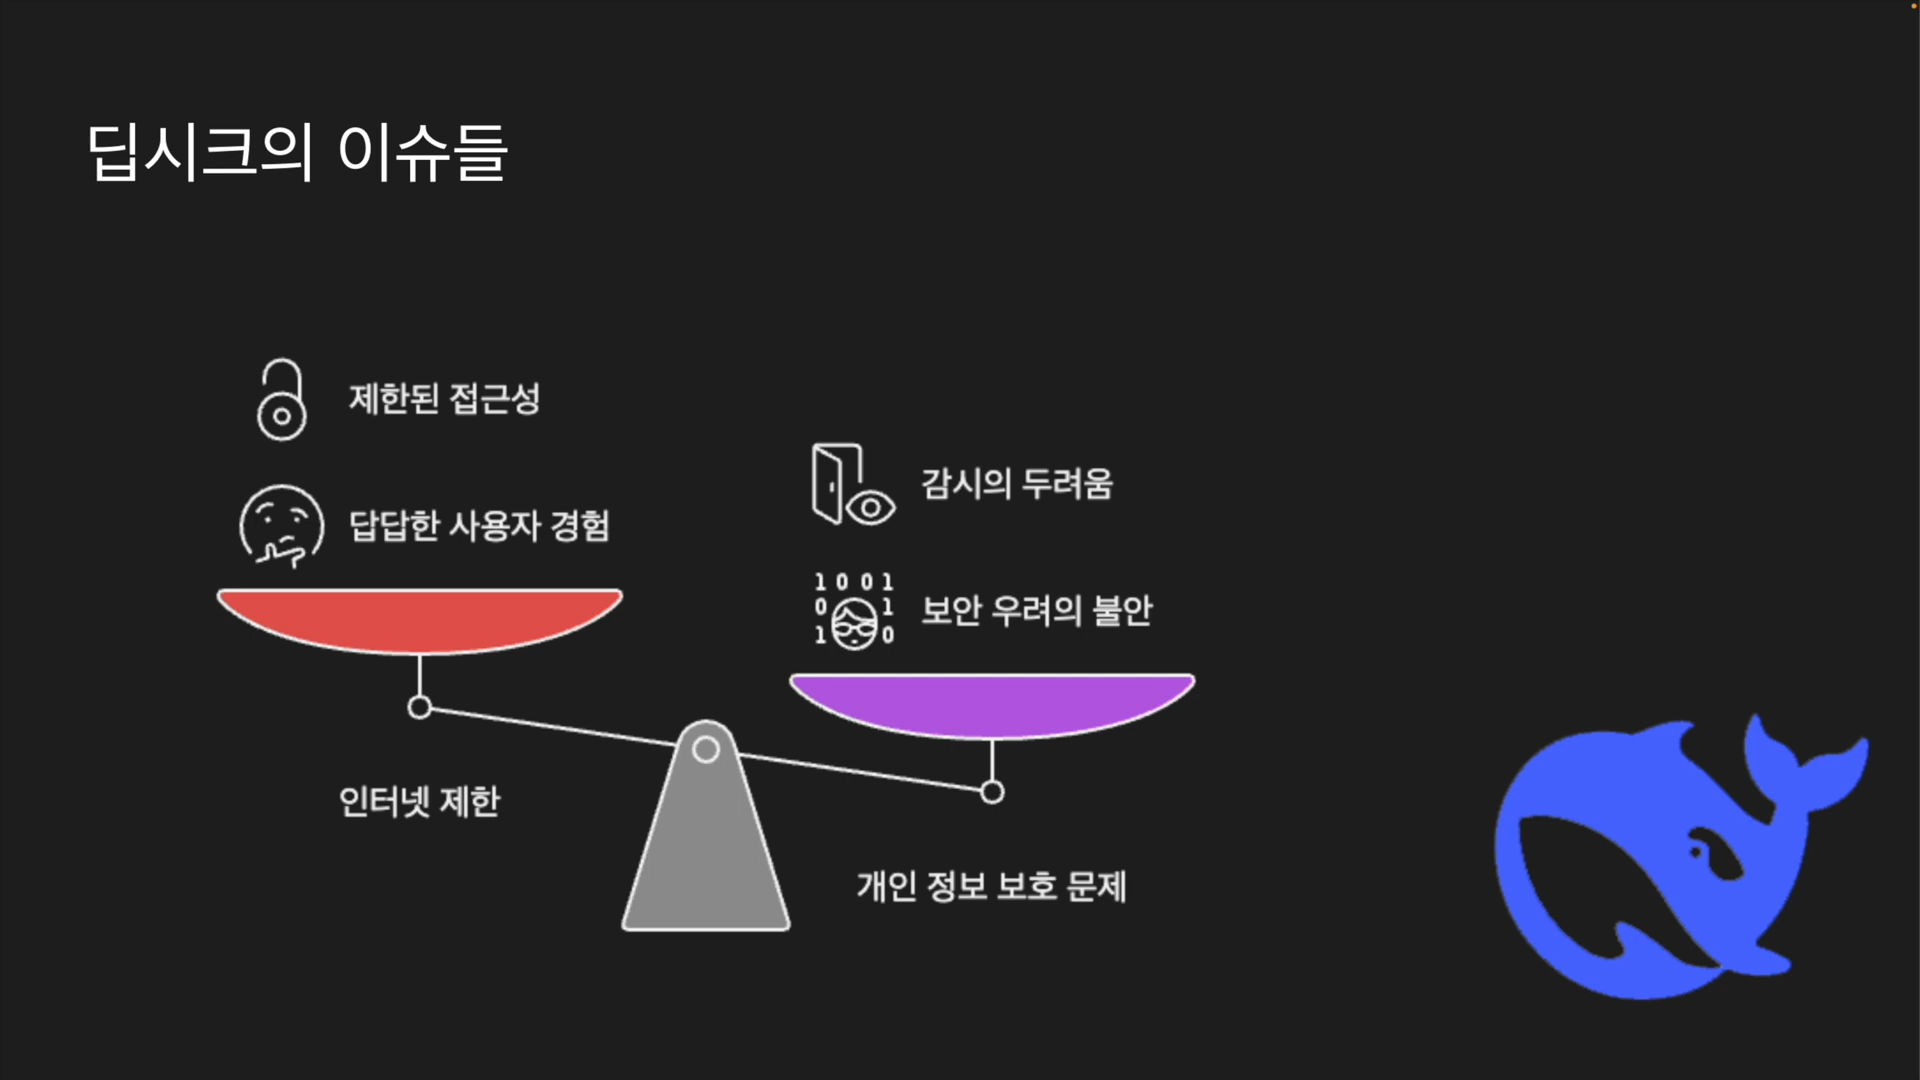 딥시크의 이슈들
제한된 접근성
답답한 사용자 경험
인터넷 제한
감시의 두려움
1 0 0 1
0 1
1 0
보안 우려의 불안
개인 정보 보호 문제